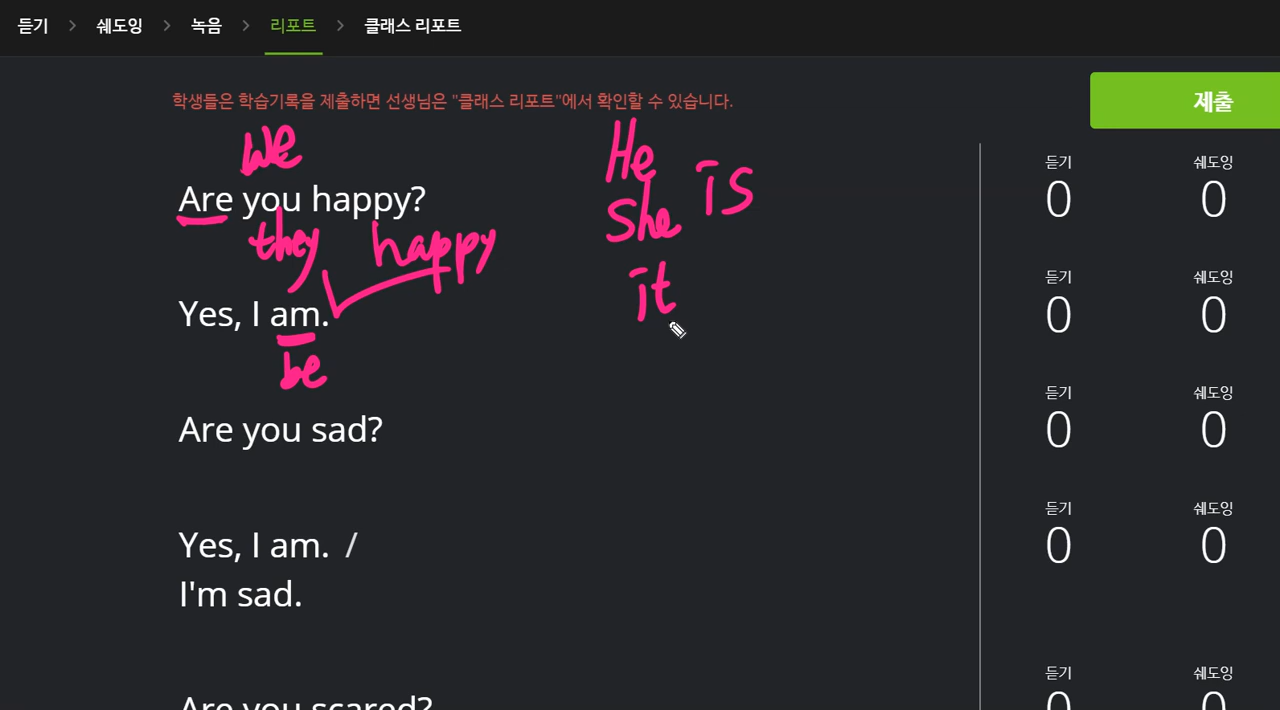 듣기 쉐도잉 녹음 리포트 클래스 리포트
학생들은 학습기록을 제출하면 선생님은 "클래스 리포트"에서 확인할 수 있습니다.
제출
we
Are you happy?
they happy
Yes, I am.
be
Are you sad?
Yes, I am. /
I'm sad.
Are you scared?
He
She is
it
듣기 쉐도잉
0 0
듣기 쉐도잉
0 0
듣기 쉐도잉
0 0
듣기 쉐도잉
0 0
듣기 쉐도잉
0 0